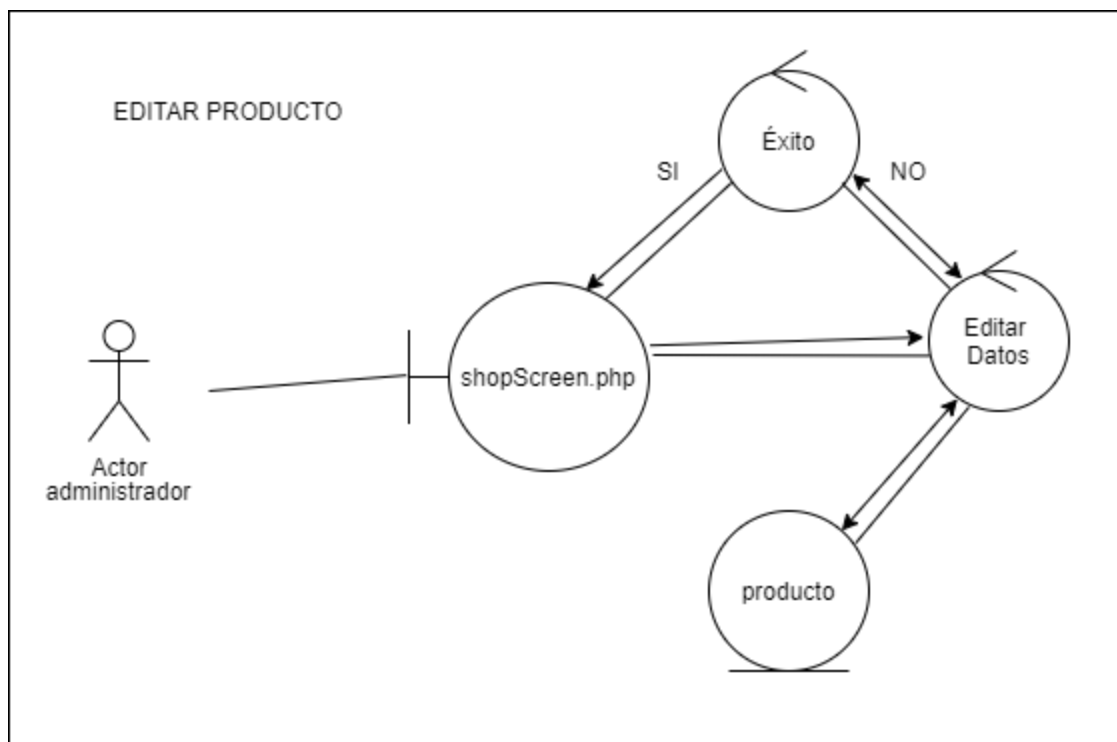 EDITAR PRODUCTO
Éxito
SI
NO
Editar
Datos
shopScreen.php
Actor
administrador
producto